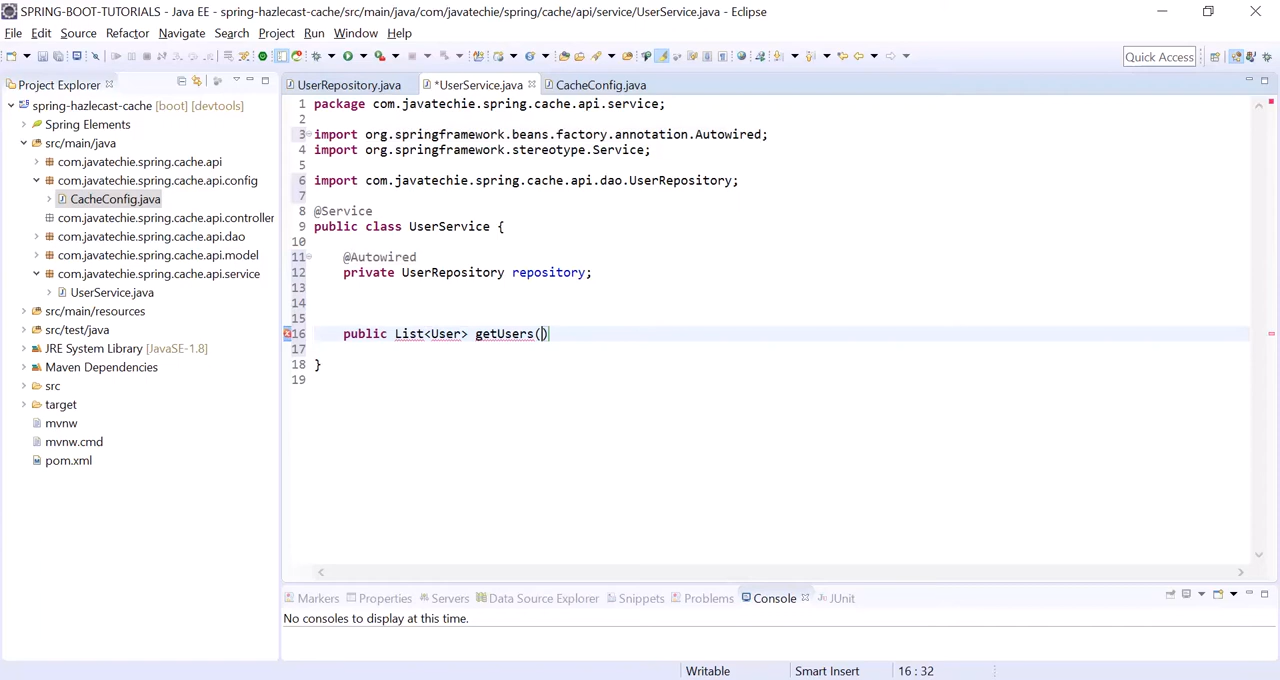 SPRING-BOOT-TUTORIALS - Java EE - spring-hazlecast-cache/src/main/java/com/javatechie/spring/cache/api/service/UserService.java - Eclipse
File Edit Source Refactor Navigate Search Project Run Window Help
Quick Access
Project Explorer
UserRepository.java
*UserService.java
CacheConfig.java
spring-hazlecast-cache [boot] [devtools]
Spring Elements
src/main/java
com.javatechie.spring.cache.api
com.javatechie.spring.cache.api.config
CacheConfig.java
com.javatechie.spring.cache.api.controller
com.javatechie.spring.cache.api.dao
com.javatechie.spring.cache.api.model
com.javatechie.spring.cache.api.service
UserService.java
src/main/resources
src/test/java
JRE System Library [JavaSE-1.8]
Maven Dependencies
src
target
mvnw
mvnw.cmd
pom.xml
1 package com.javatechie.spring.cache.api.service;
2
3 import org.springframework.beans.factory.annotation.Autowired;
4 import org.springframework.stereotype.Service;
5
6 import com.javatechie.spring.cache.api.dao.UserRepository;
7
8 @Service
9 public class UserService {
10
11 @Autowired
12 private UserRepository repository;
13
14
15
16 public List<User> getUsers()
17
18 }
19
Markers Properties Servers Data Source Explorer Snippets Problems Console JUnit
No consoles to display at this time.
Writable Smart Insert 16 : 32